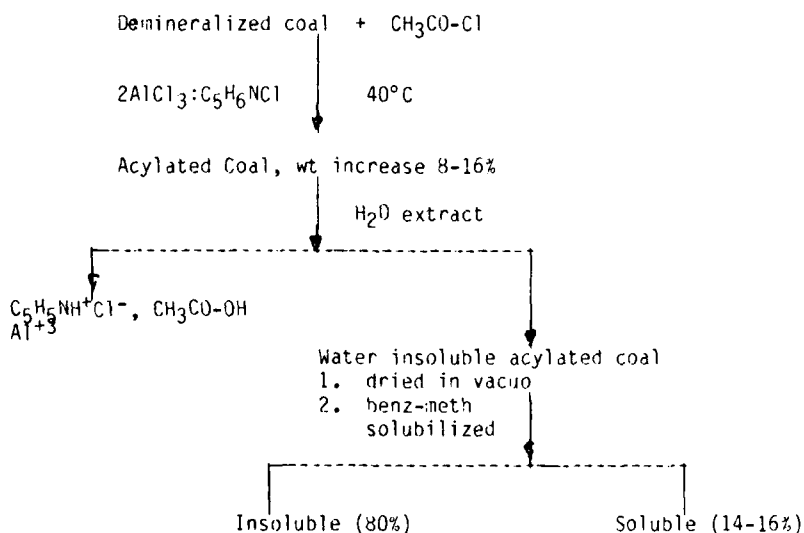 Demineralized coal + CH3CO-Cl
2AlCl3:C5H6NCl 40°C
Acylated Coal, wt increase 8-16%
H2O extract
C5H5NH+Cl-, CH3CO-OH
Al+3
Water insoluble acylated coal
1. dried in vacuo
2. benz-meth
solubilized
Insoluble (80%) Soluble (14-16%)